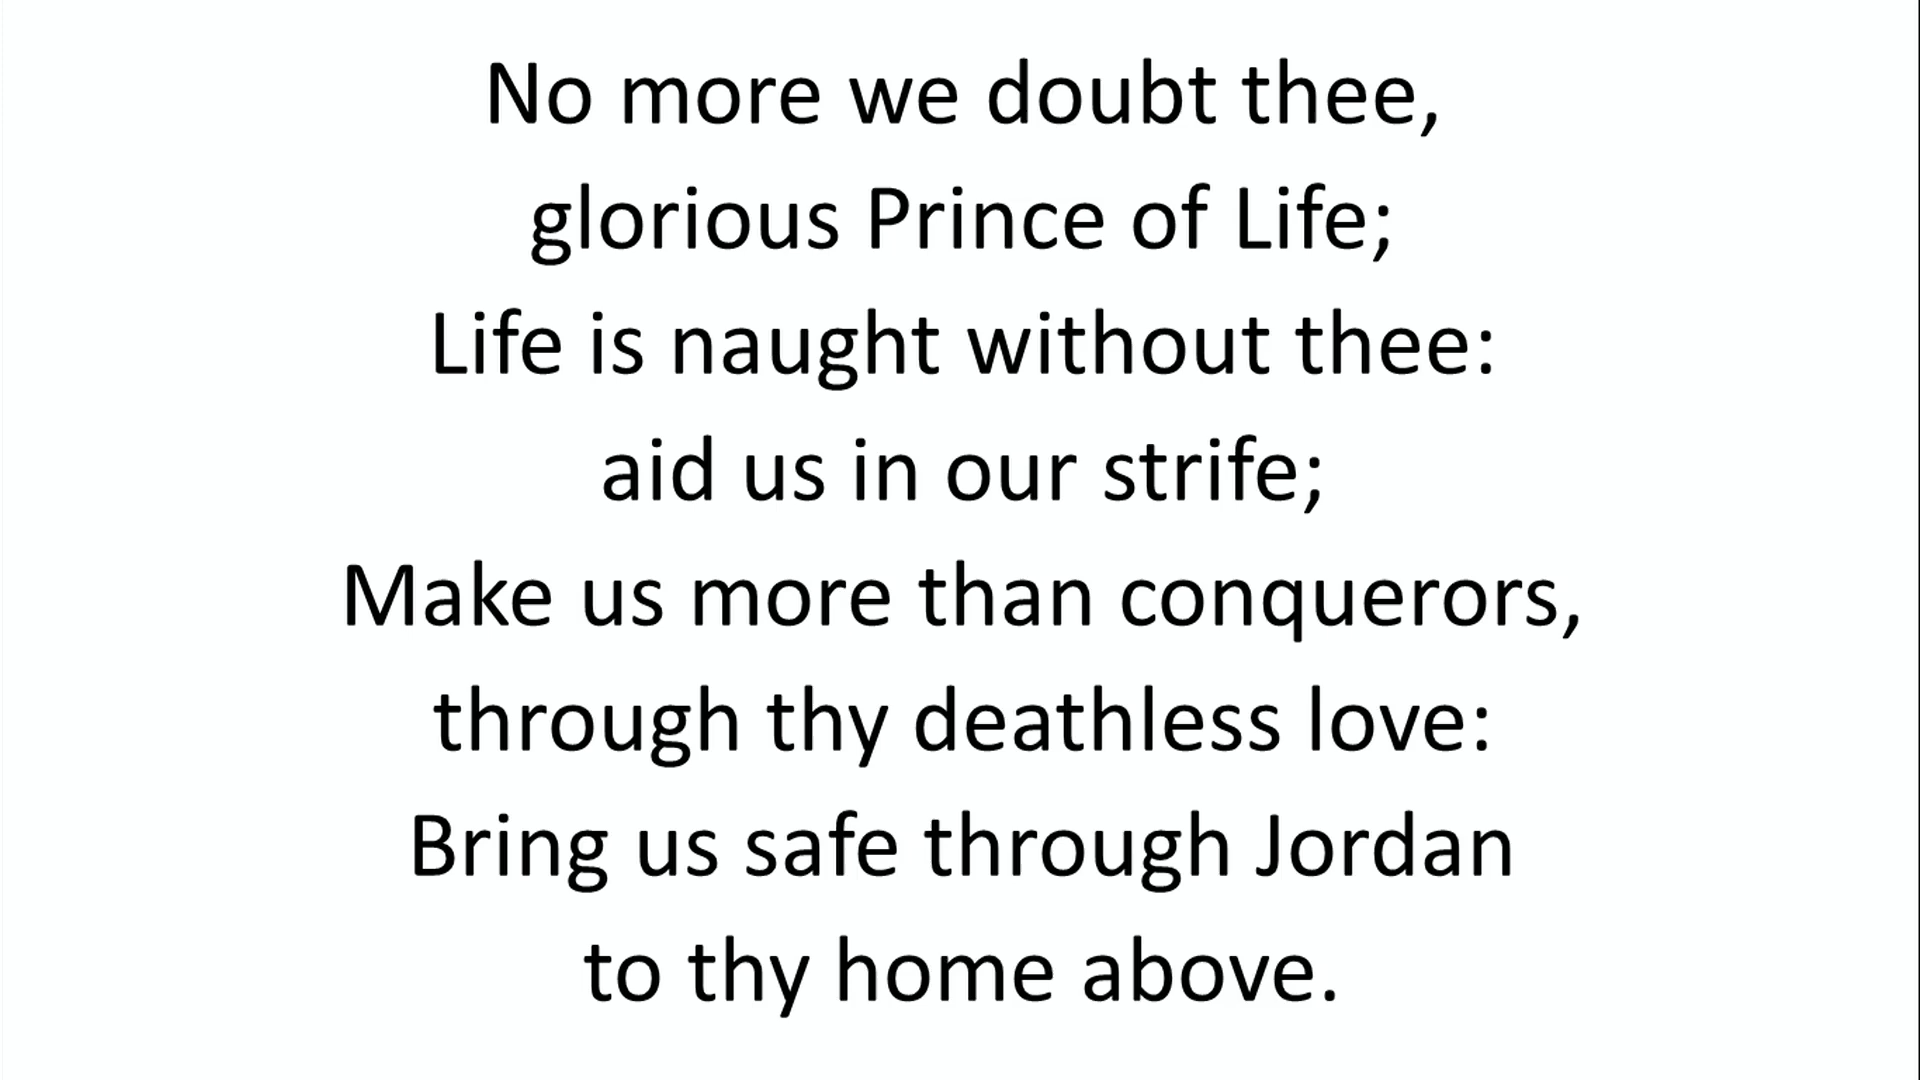 No more we doubt thee,
glorious Prince of Life;
Life is naught without thee:
aid us in our strife;
Make us more than conquerors,
through thy deathless love:
Bring us safe through Jordan
to thy home above.